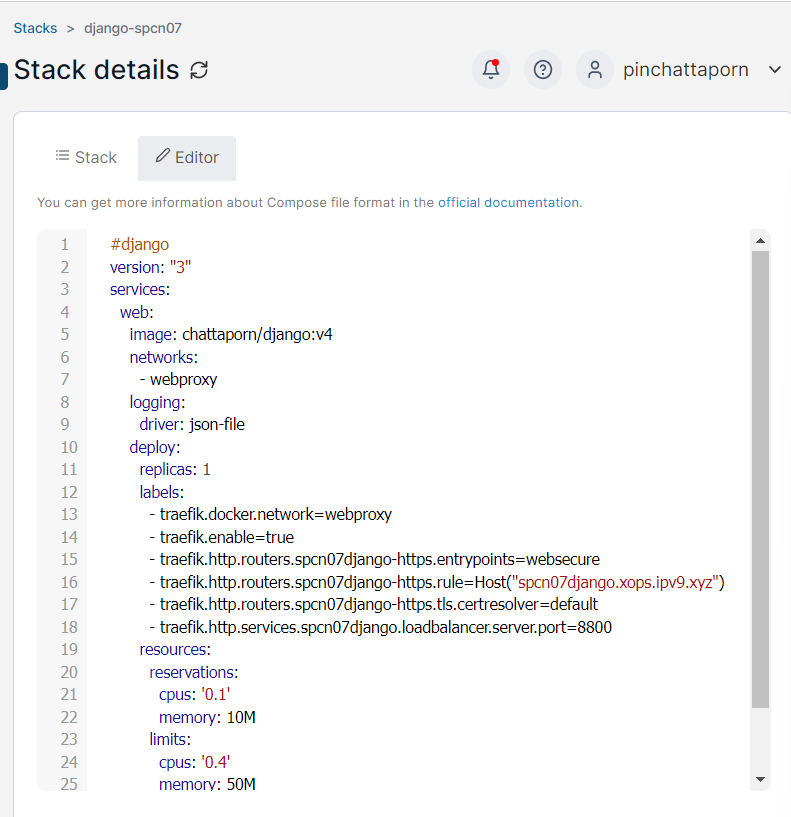 Stacks > django-spcn07
Stack details
pinchattaporn
Stack
Editor
You can get more information about Compose file format in the official documentation.
1 #django
2 version: "3"
3 services:
4   web:
5     image: chattaporn/django:v4
6     networks:
7       - webproxy
8     logging:
9       driver: json-file
10     deploy:
11       replicas: 1
12       labels:
13         - traefik.docker.network=webproxy
14         - traefik.enable=true
15         - traefik.http.routers.spcn07django-https.entrypoints=websecure
16         - traefik.http.routers.spcn07django-https.rule=Host("spcn07django.xops.ipv9.xyz")
17         - traefik.http.routers.spcn07django-https.tls.certresolver=default
18         - traefik.http.services.spcn07django.loadbalancer.server.port=8800
19       resources:
20         reservations:
21           cpus: '0.1'
22           memory: 10M
23         limits:
24           cpus: '0.4'
25           memory: 50M